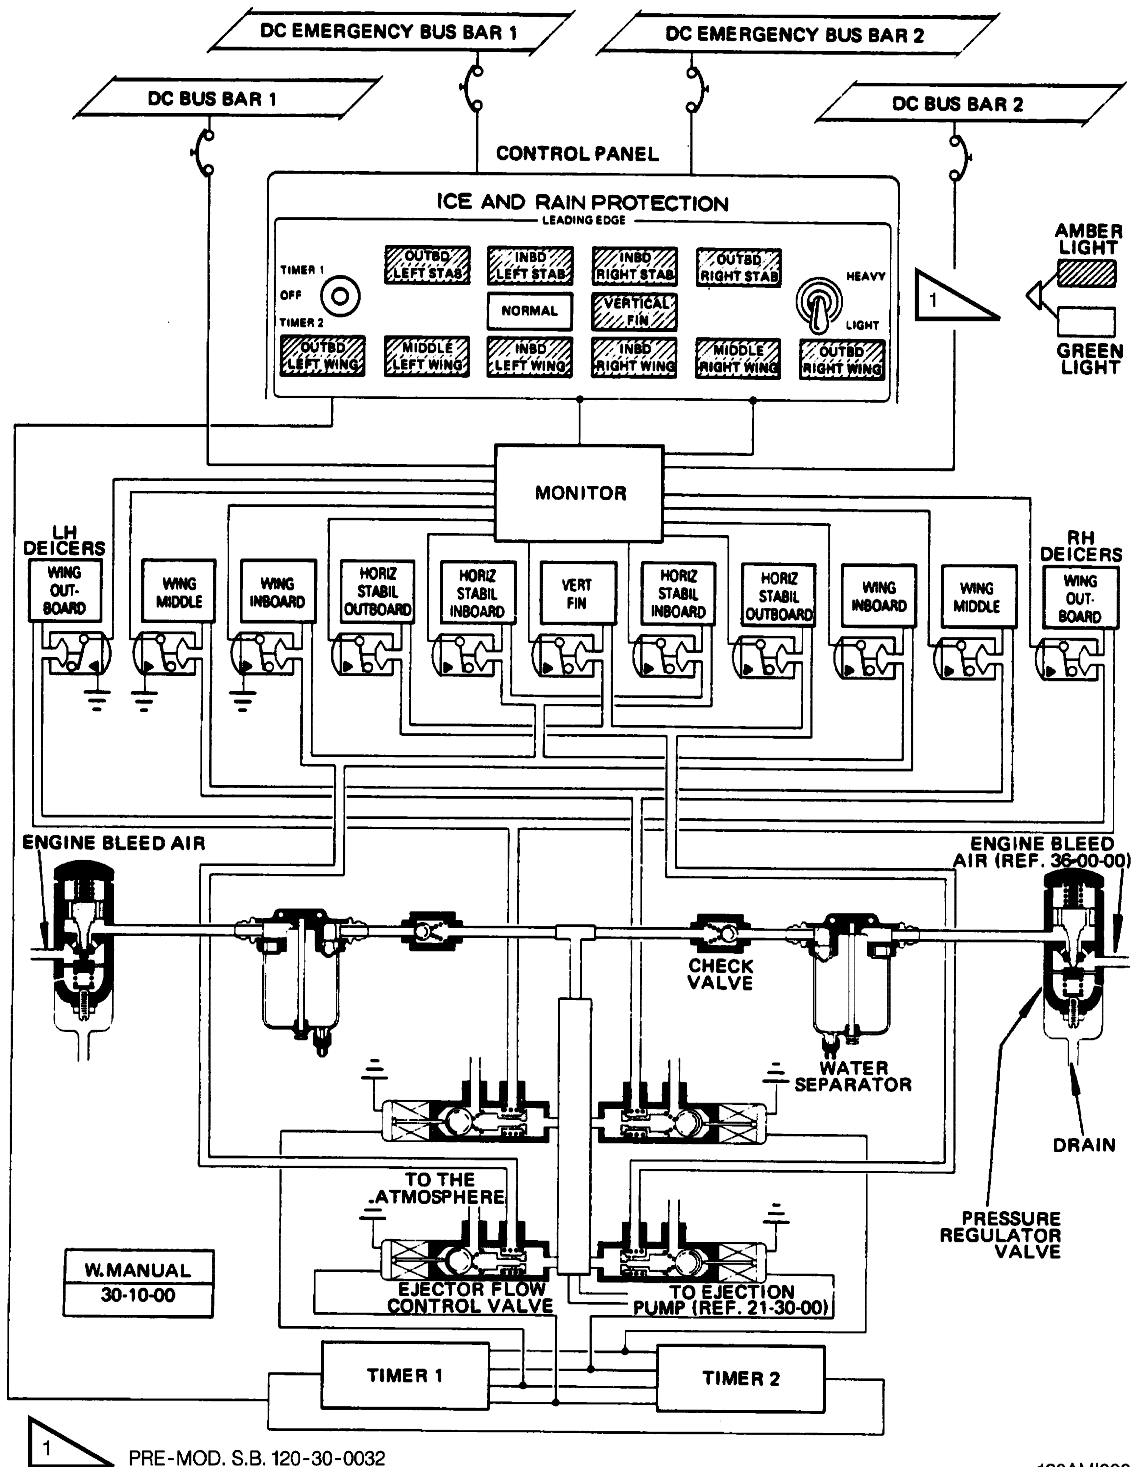 DC EMERGENCY BUS BAR 1
DC EMERGENCY BUS BAR 2
DC BUS BAR 1
DC BUS BAR 2
CONTROL PANEL
ICE AND RAIN PROTECTION
LEADING EDGE
TIMER 1
OFF
TIMER 2
OUTBD
LEFT STAB
INBD
LEFT STAB
INBD
RIGHT STAB
OUTBD
RIGHT STAB
NORMAL
VERTICAL
FIN
HEAVY
LIGHT
OUTBD
LEFT WING
MIDDLE
LEFT WING
INBD
LEFT WING
INBD
RIGHT WING
MIDDLE
RIGHT WING
OUTBD
RIGHT WING
1
AMBER
LIGHT
GREEN
LIGHT
MONITOR
LH
DEICERS
RH
DEICERS
WING
OUT-
BOARD
WING
MIDDLE
WING
INBOARD
HORIZ
STABIL
OUTBOARD
HORIZ
STABIL
INBOARD
VERT
FIN
HORIZ
STABIL
INBOARD
HORIZ
STABIL
OUTBOARD
WING
INBOARD
WING
MIDDLE
WING
OUT-
BOARD
ENGINE BLEED AIR
ENGINE BLEED
AIR (REF. 36-00-00)
CHECK
VALVE
WATER
SEPARATOR
DRAIN
PRESSURE
REGULATOR
VALVE
TO THE
ATMOSPHERE
EJECTOR FLOW
CONTROL VALVE
TO EJECTION
PUMP (REF. 21-30-00)
W.MANUAL
30-10-00
TIMER 1
TIMER 2
1
PRE-MOD. S.B. 120-30-0032